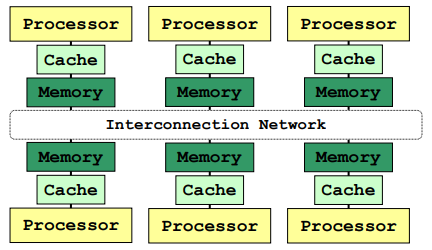 Processor Processor Processor
Cache Cache Cache
Memory Memory Memory
Interconnection Network
Memory Memory Memory
Cache Cache Cache
Processor Processor Processor